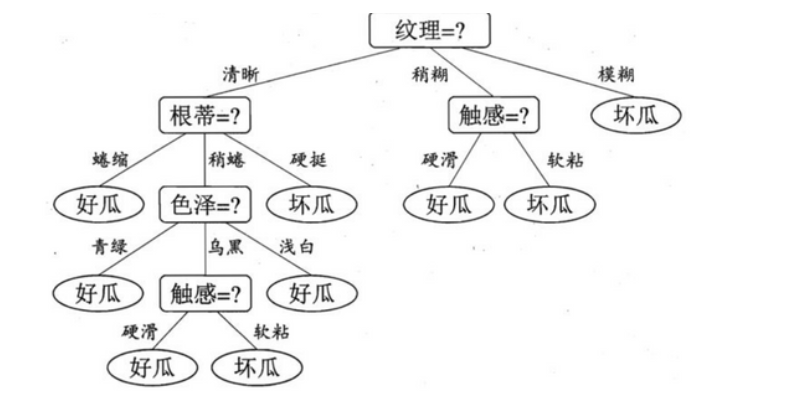 纹理=?
清晰 稍糊 模糊
根蒂=? 触感=? 坏瓜
蜷缩 稍蜷 硬挺 硬滑 软粘
好瓜 色泽=? 坏瓜 好瓜 坏瓜
青绿 乌黑 浅白
好瓜 触感=? 好瓜
硬滑 软粘
好瓜 坏瓜